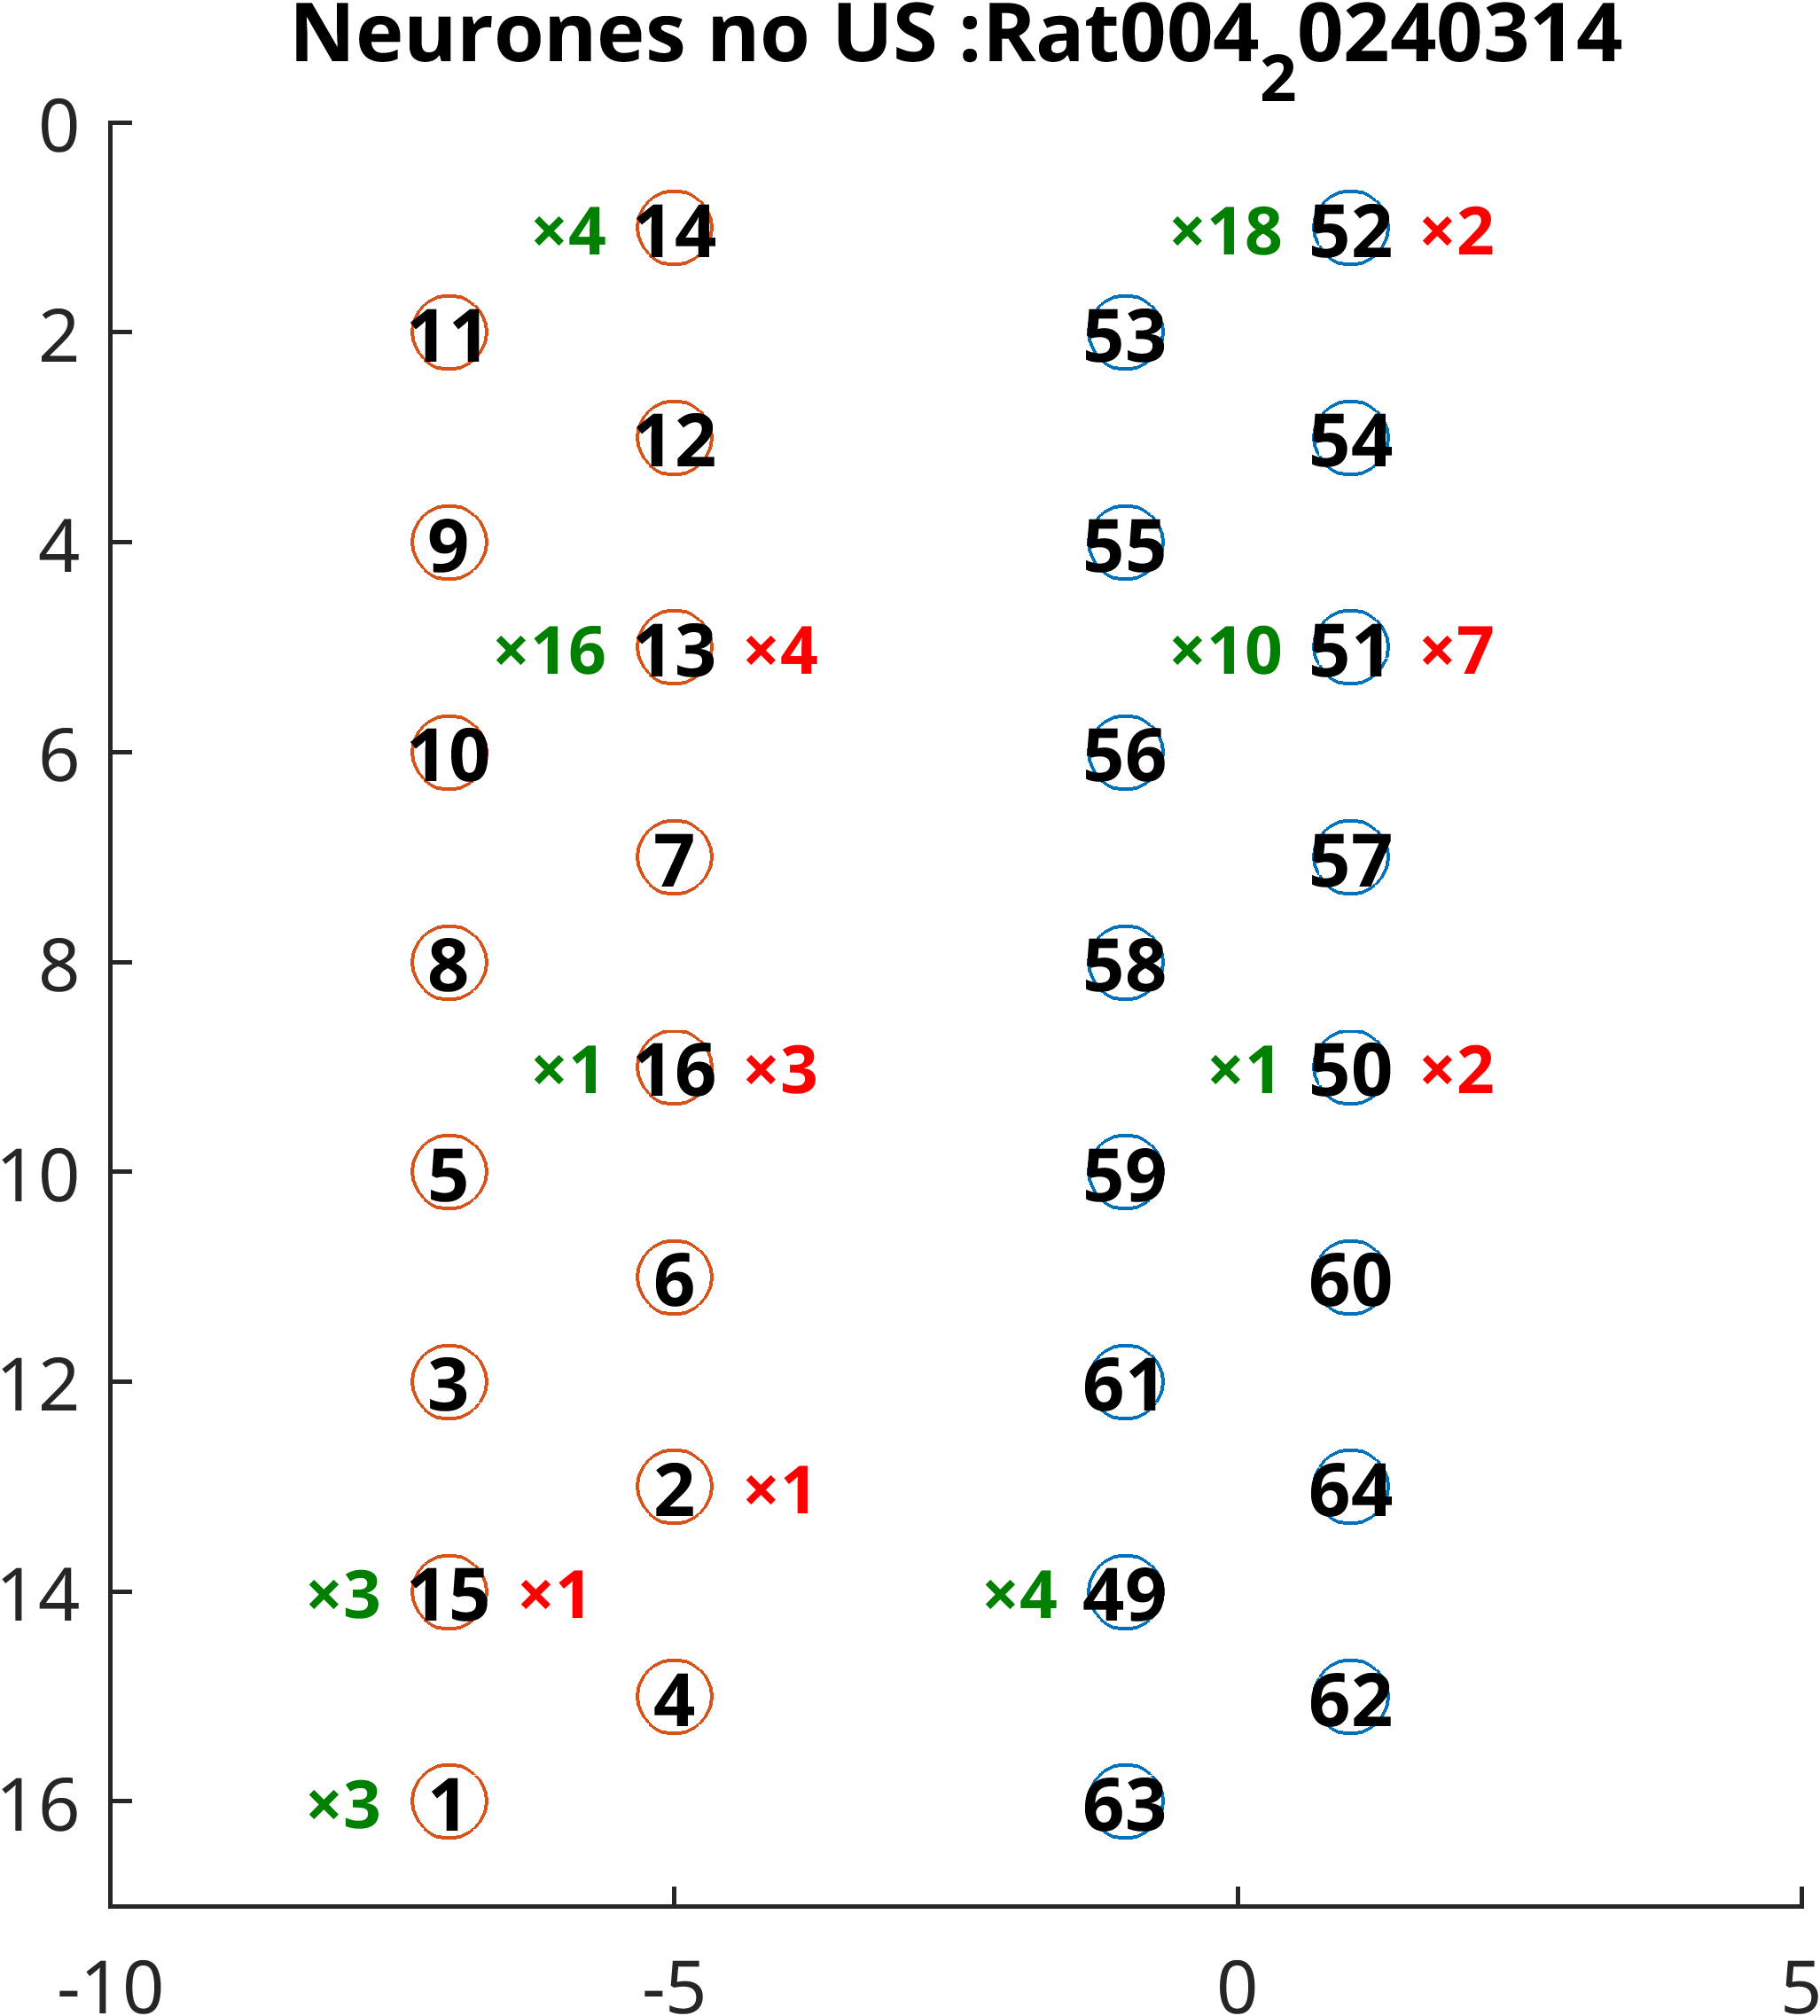 Neurones no US :Rat004₂0240314
0
×4 14 ×18 52 ×2
2 11 53
12 54
4 9 55
×16 13 ×4 ×10 51 ×7
6 10 56
7 57
8 8 58
×1 16 ×3 ×1 50 ×2
10 5 59
6 60
12 3 61
2 ×1 64
14 ×3 15 ×1 ×4 49
4 62
16 ×3 1 63
-10 -5 0 5